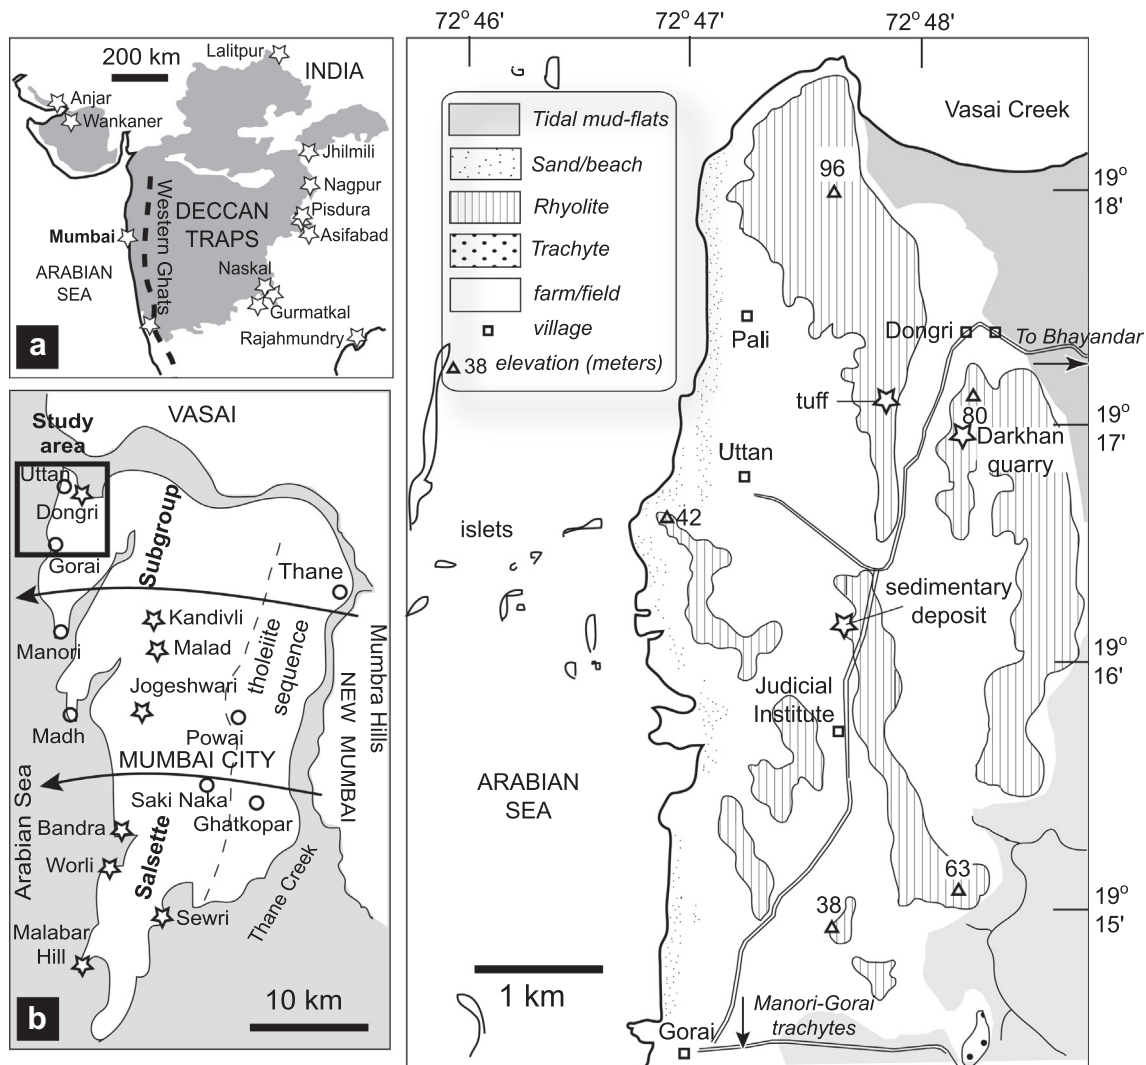 200 km
Lalitpur
INDIA
Anjar
Wankaner
Jhilmili
Nagpur
Pisdura
Asifabad
DECCAN
TRAPS
Western Ghats
Mumbai
ARABIAN
SEA
Naskal
Gurmatkal
Rajahmundry
a
VASAI
Study
area
Uttan
Dongri
Gorai
Subgroup
Thane
Kandivli
Malad
Manori
tholeiite
sequence
Jogeshwari
Madh
Powai
MUMBAI CITY
Mumbra Hills
NEW MUMBAI
Saki Naka
Ghatkopar
Arabian Sea
Bandra
Worli
Salsette
Sewri
Thane Creek
Malabar
Hill
10 km
b
72° 46'
72° 47'
72° 48'
G
Tidal mud-flats
Sand/beach
Rhyolite
Trachyte
farm/field
village
38 elevation (meters)
Vasai Creek
96
19°
18'
Pali
Dongri
To Bhayandar
tuff
80
Darkhan
quarry
19°
17'
Uttan
42
islets
sedimentary
deposit
19°
16'
Judicial
Institute
ARABIAN
SEA
63
38
19°
15'
1 km
Manori-Gorai
trachytes
Gorai